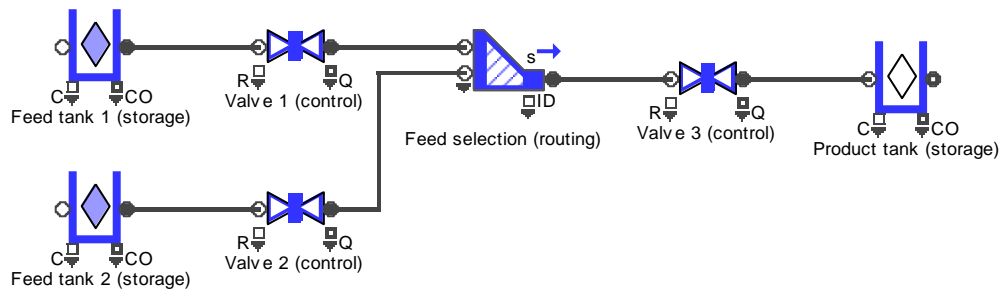 s
R Q
ID
C CO
Feed tank 1 (storage)
Valve 1 (control)
Feed selection (routing)
R Q
Valve 3 (control)
C CO
Product tank (storage)
R Q
C CO
Feed tank 2 (storage)
Valve 2 (control)